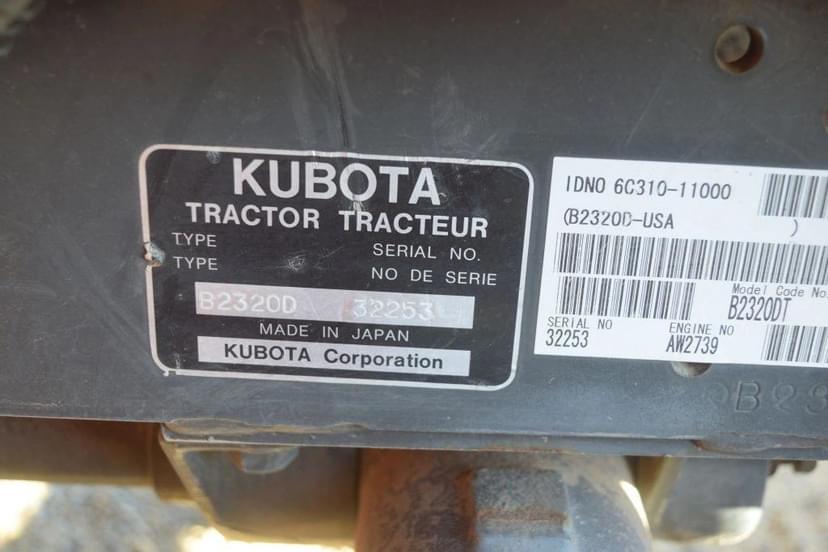 KUBOTA
TRACTOR TRACTEUR
TYPE SERIAL NO.
TYPE NO DE SERIE
B2320D 32253
MADE IN JAPAN
KUBOTA Corporation
IDNO 6C310-11000
(B2320D-USA )
Model Code No
B2320DT
SERIAL NO ENGINE NO
32253 AW2739
B23